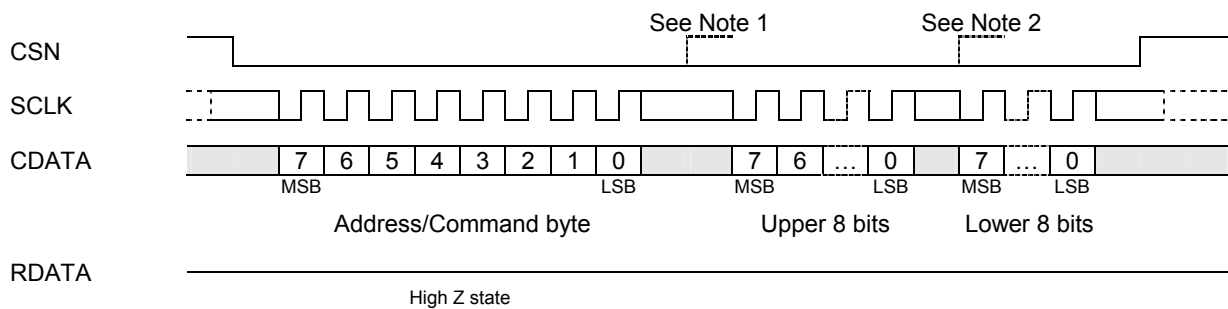 See Note 1 See Note 2
CSN
SCLK
CDATA 7 6 5 4 3 2 1 0 7 6 … 0 7 … 0
MSB LSB MSB LSB MSB LSB
Address/Command byte Upper 8 bits Lower 8 bits
RDATA
High Z state